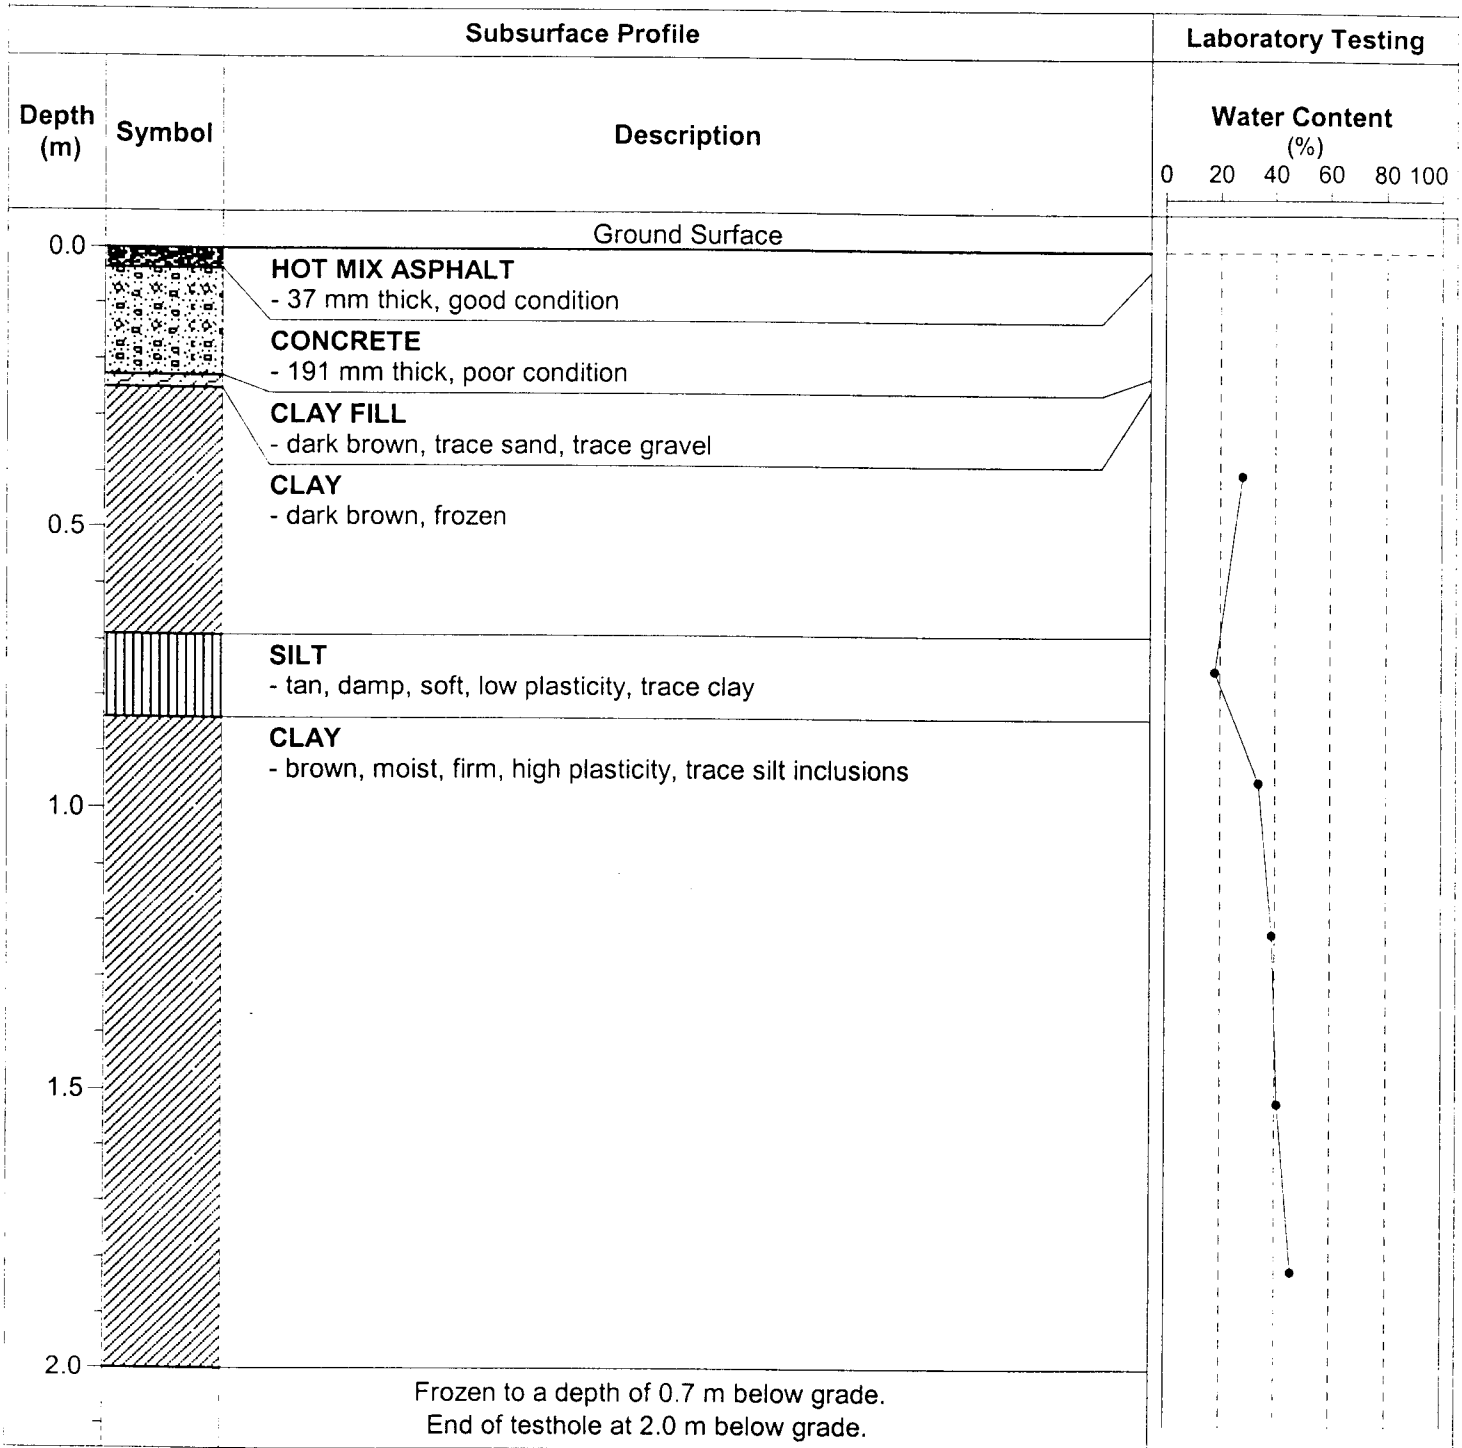 Subsurface Profile
Laboratory Testing
Depth
(m)
Symbol
Description
Water Content
(%)
0 20 40 60 80 100
Ground Surface
0.0
HOT MIX ASPHALT
- 37 mm thick, good condition
CONCRETE
- 191 mm thick, poor condition
CLAY FILL
- dark brown, trace sand, trace gravel
CLAY
- dark brown, frozen
0.5
SILT
- tan, damp, soft, low plasticity, trace clay
CLAY
- brown, moist, firm, high plasticity, trace silt inclusions
1.0
1.5
2.0
Frozen to a depth of 0.7 m below grade.
End of testhole at 2.0 m below grade.